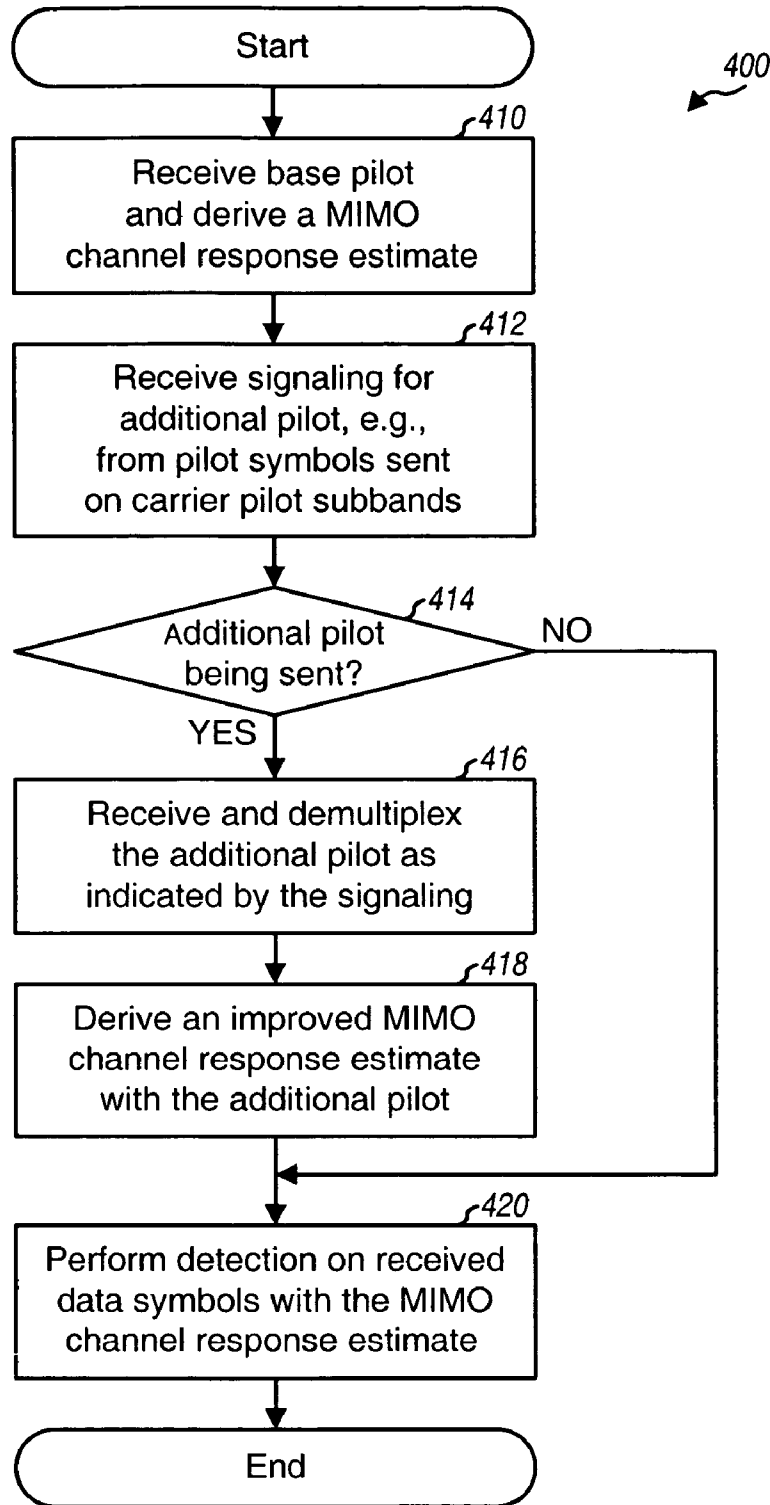 Start
400
410
Receive base pilot
and derive a MIMO
channel response estimate
412
Receive signaling for
additional pilot, e.g.,
from pilot symbols sent
on carrier pilot subbands
414
Additional pilot
being sent?
NO
YES
416
Receive and demultiplex
the additional pilot as
indicated by the signaling
418
Derive an improved MIMO
channel response estimate
with the additional pilot
420
Perform detection on received
data symbols with the MIMO
channel response estimate
End